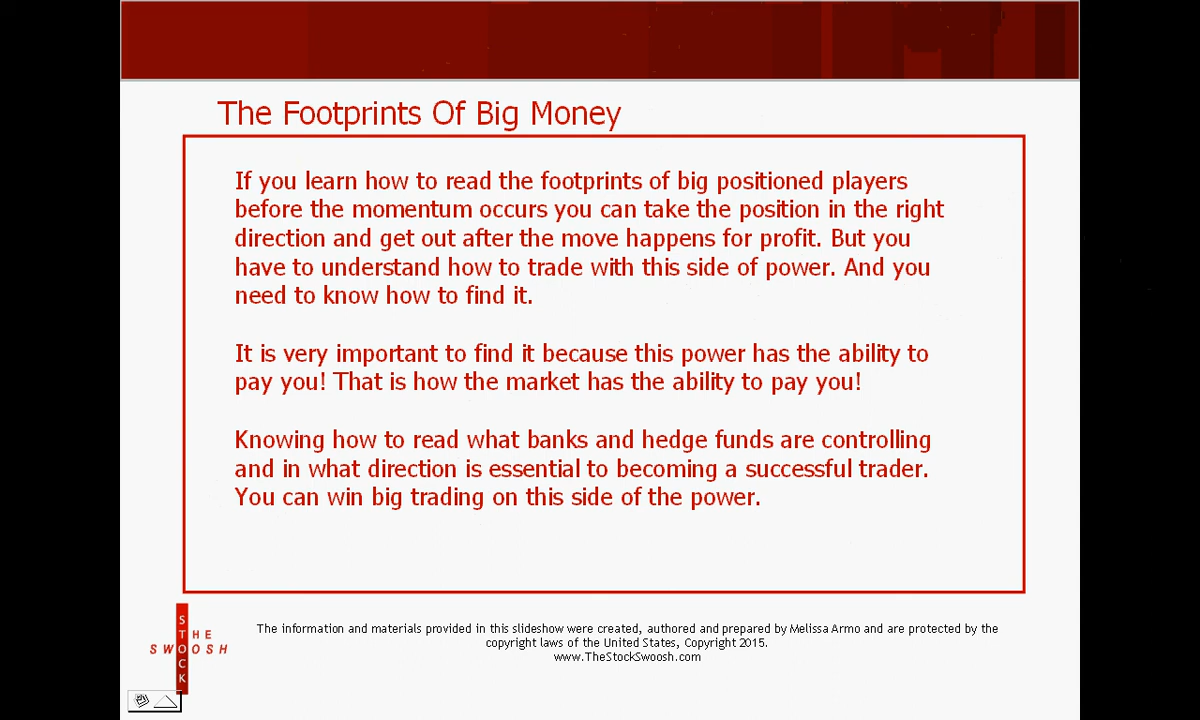 The Footprints Of Big Money
If you learn how to read the footprints of big positioned players
before the momentum occurs you can take the position in the right
direction and get out after the move happens for profit. But you
have to understand how to trade with this side of power. And you
need to know how to find it.
It is very important to find it because this power has the ability to
pay you! That is how the market has the ability to pay you!
Knowing how to read what banks and hedge funds are controlling
and in what direction is essential to becoming a successful trader.
You can win big trading on this side of the power.
THE
STOCK
SWOOSH
The information and materials provided in this slideshow were created, authored and prepared by Melissa Armo and are protected by the
copyright laws of the United States, Copyright 2015.
www.TheStockSwoosh.com